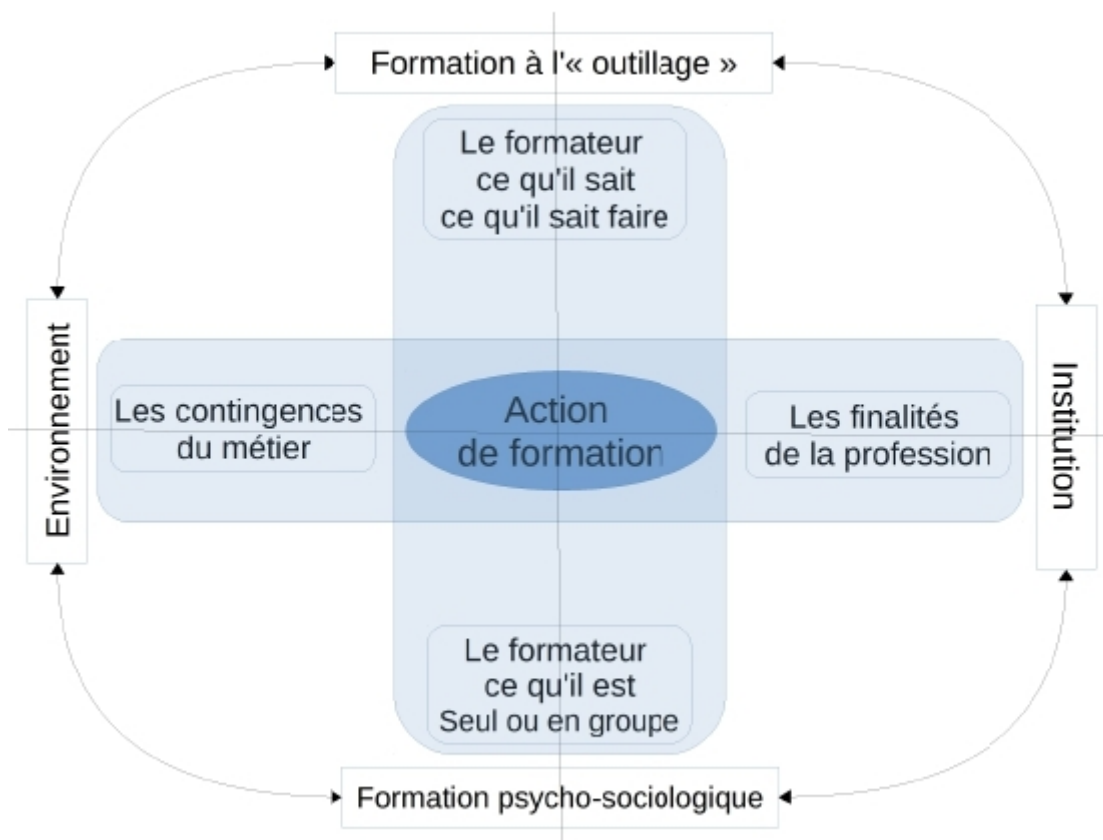 Formation à l'« outillage »
Le formateur
ce qu'il sait
ce qu'il sait faire
Environnement
Les contingences
du métier
Action
de formation
Les finalités
de la profession
Institution
Le formateur
ce qu'il est
Seul ou en groupe
Formation psycho-sociologique